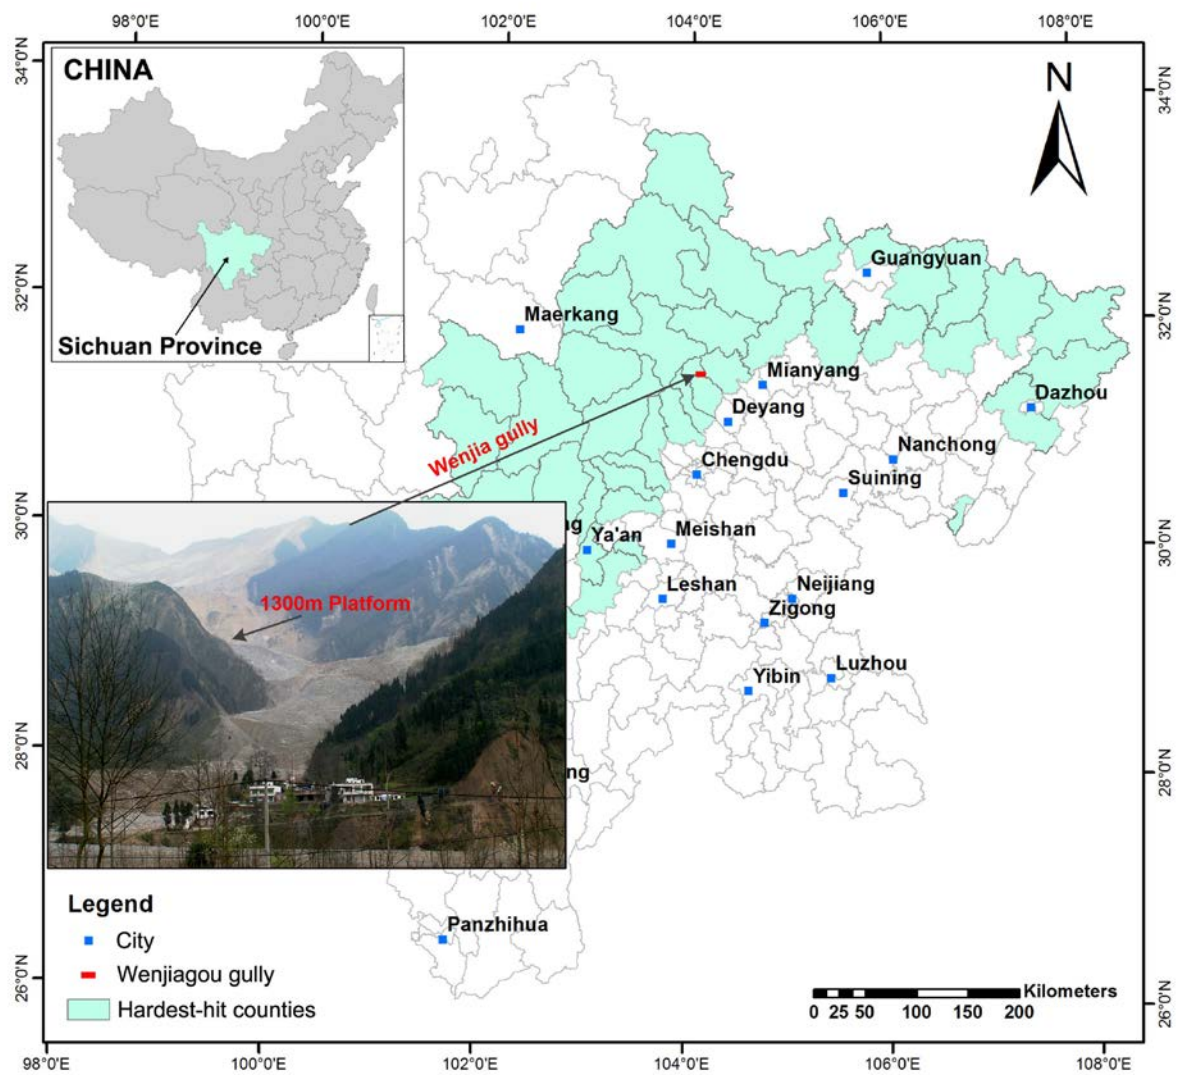 98°0'E 100°0'E 102°0'E 104°0'E 106°0'E 108°0'E
34°0'N
34°0'N
CHINA
N
Guangyuan
32°0'N
32°0'N
Maerkang
Sichuan Province
Mianyang
Dazhou
Deyang
Wenjia gully
Nanchong
Chengdu
Suining
30°0'N
30°0'N
ng
Ya'an
Meishan
Leshan
Neijiang
1300m Platform
Zigong
Luzhou
Yibin
28°0'N
28°0'N
ng
Legend
Panzhihua
City
Wenjiagou gully
26°0'N
26°0'N
Kilometers
Hardest-hit counties
0 25 50 100 150 200
98°0'E 100°0'E 102°0'E 104°0'E 106°0'E 108°0'E